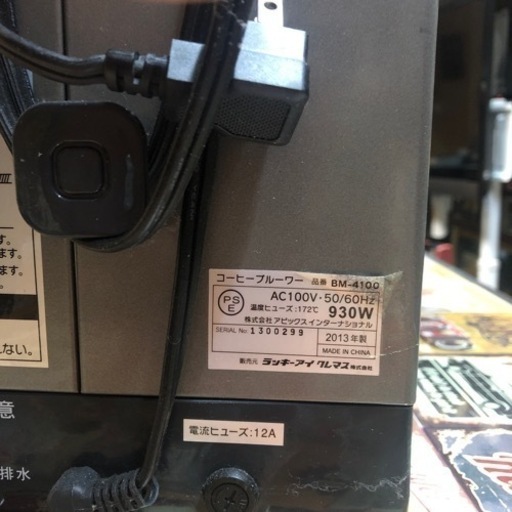 す。
ます。
ます。
れない。
コーヒーブルーワー 品番 BM-4100
PSE
AC100V・50/60Hz
温度ヒューズ:172℃ 930W
株式会社 アピックスインターナショナル
SERIAL No 1300299
2013年製
MADE IN CHINA
販売元 ラッキーアイクレマス株式会社
電流ヒューズ:12A
意
排水